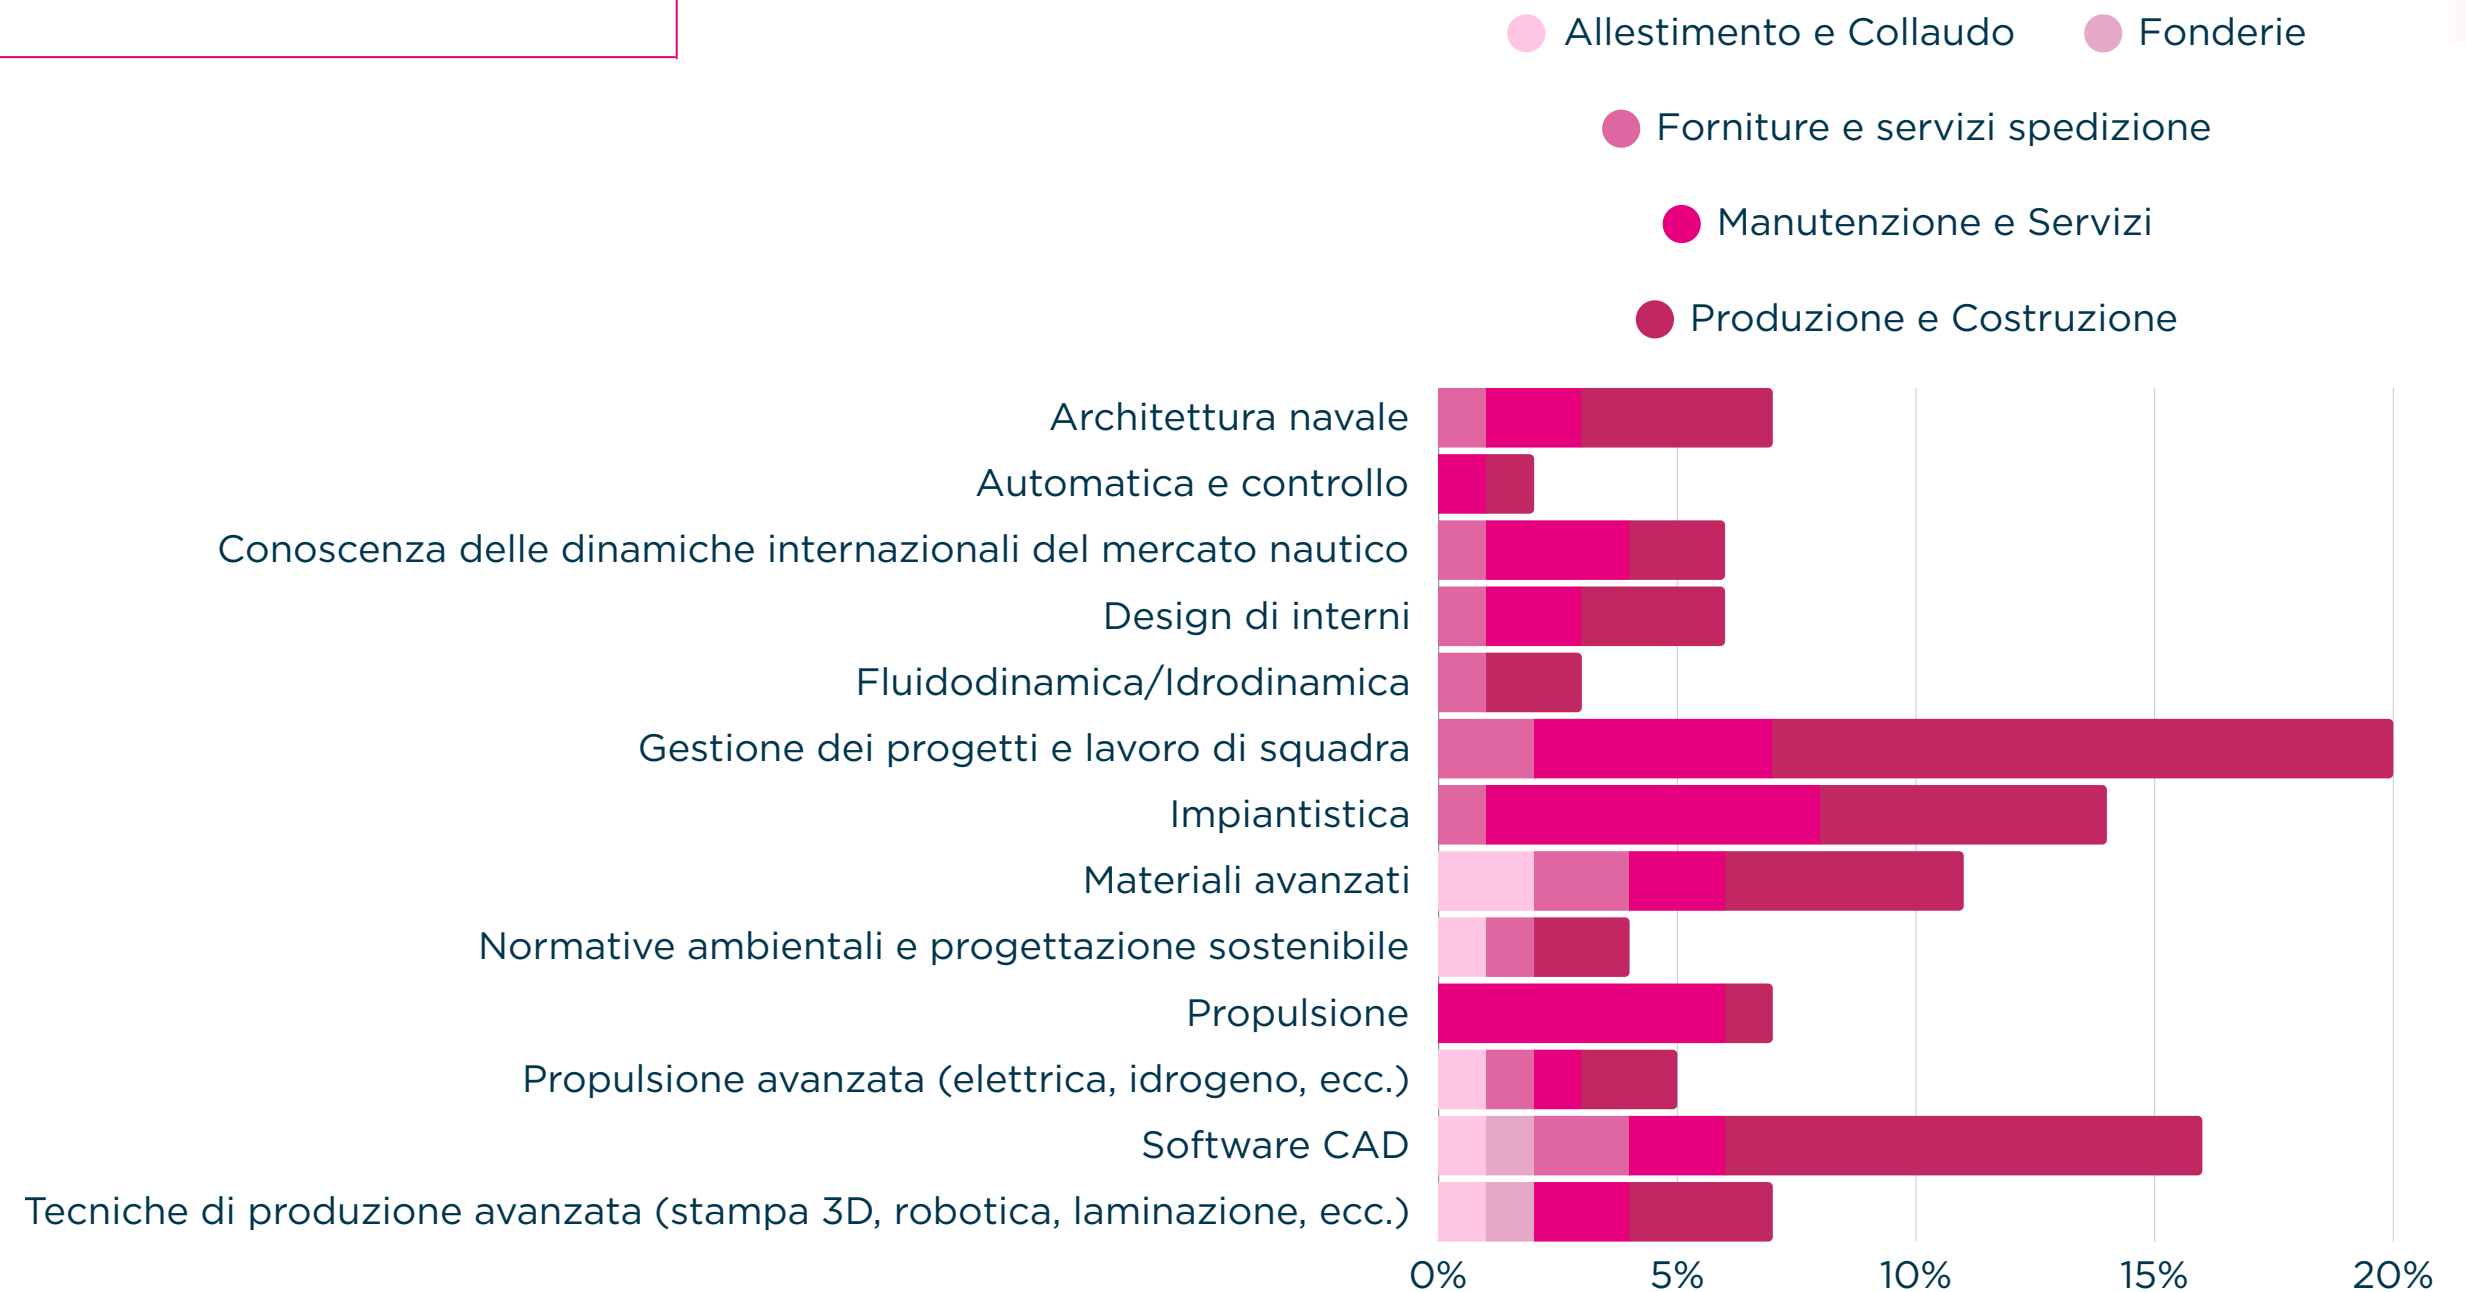 Allestimento e Collaudo Fonderie
Forniture e servizi spedizione
Manutenzione e Servizi
Produzione e Costruzione
Architettura navale
Automatica e controllo
Conoscenza delle dinamiche internazionali del mercato nautico
Design di interni
Fluidodinamica/Idrodinamica
Gestione dei progetti e lavoro di squadra
Impiantistica
Materiali avanzati
Normative ambientali e progettazione sostenibile
Propulsione
Propulsione avanzata (elettrica, idrogeno, ecc.)
Software CAD
Tecniche di produzione avanzata (stampa 3D, robotica, laminazione, ecc.)
0% 5% 10% 15% 20%